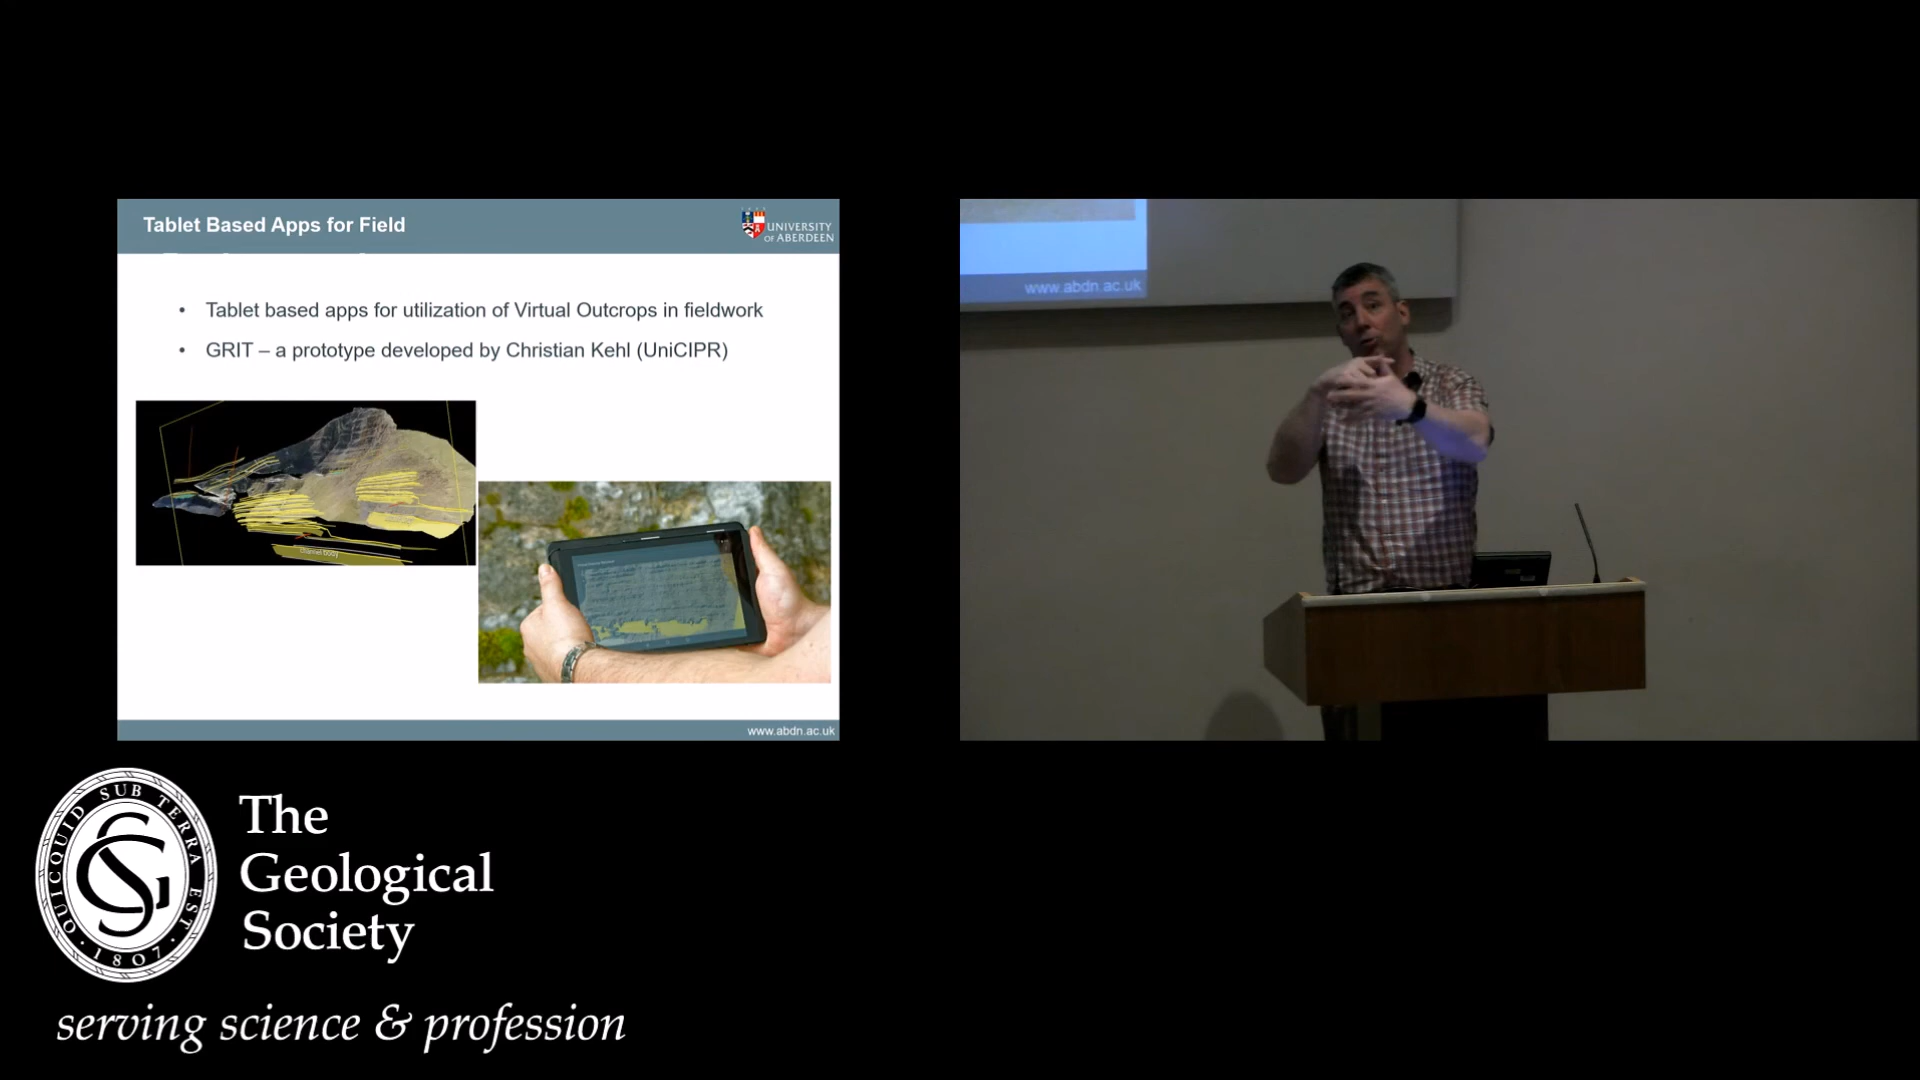 Tablet Based Apps for Field
UNIVERSITY
OF ABERDEEN
• Tablet based apps for utilization of Virtual Outcrops in fieldwork
• GRIT – a prototype developed by Christian Kehl (UniCIPR)
Channel body
www.abdn.ac.uk
www.abdn.ac.uk
QUICQUID SUB TERRA EST
1807
The
Geological
Society
serving science & profession